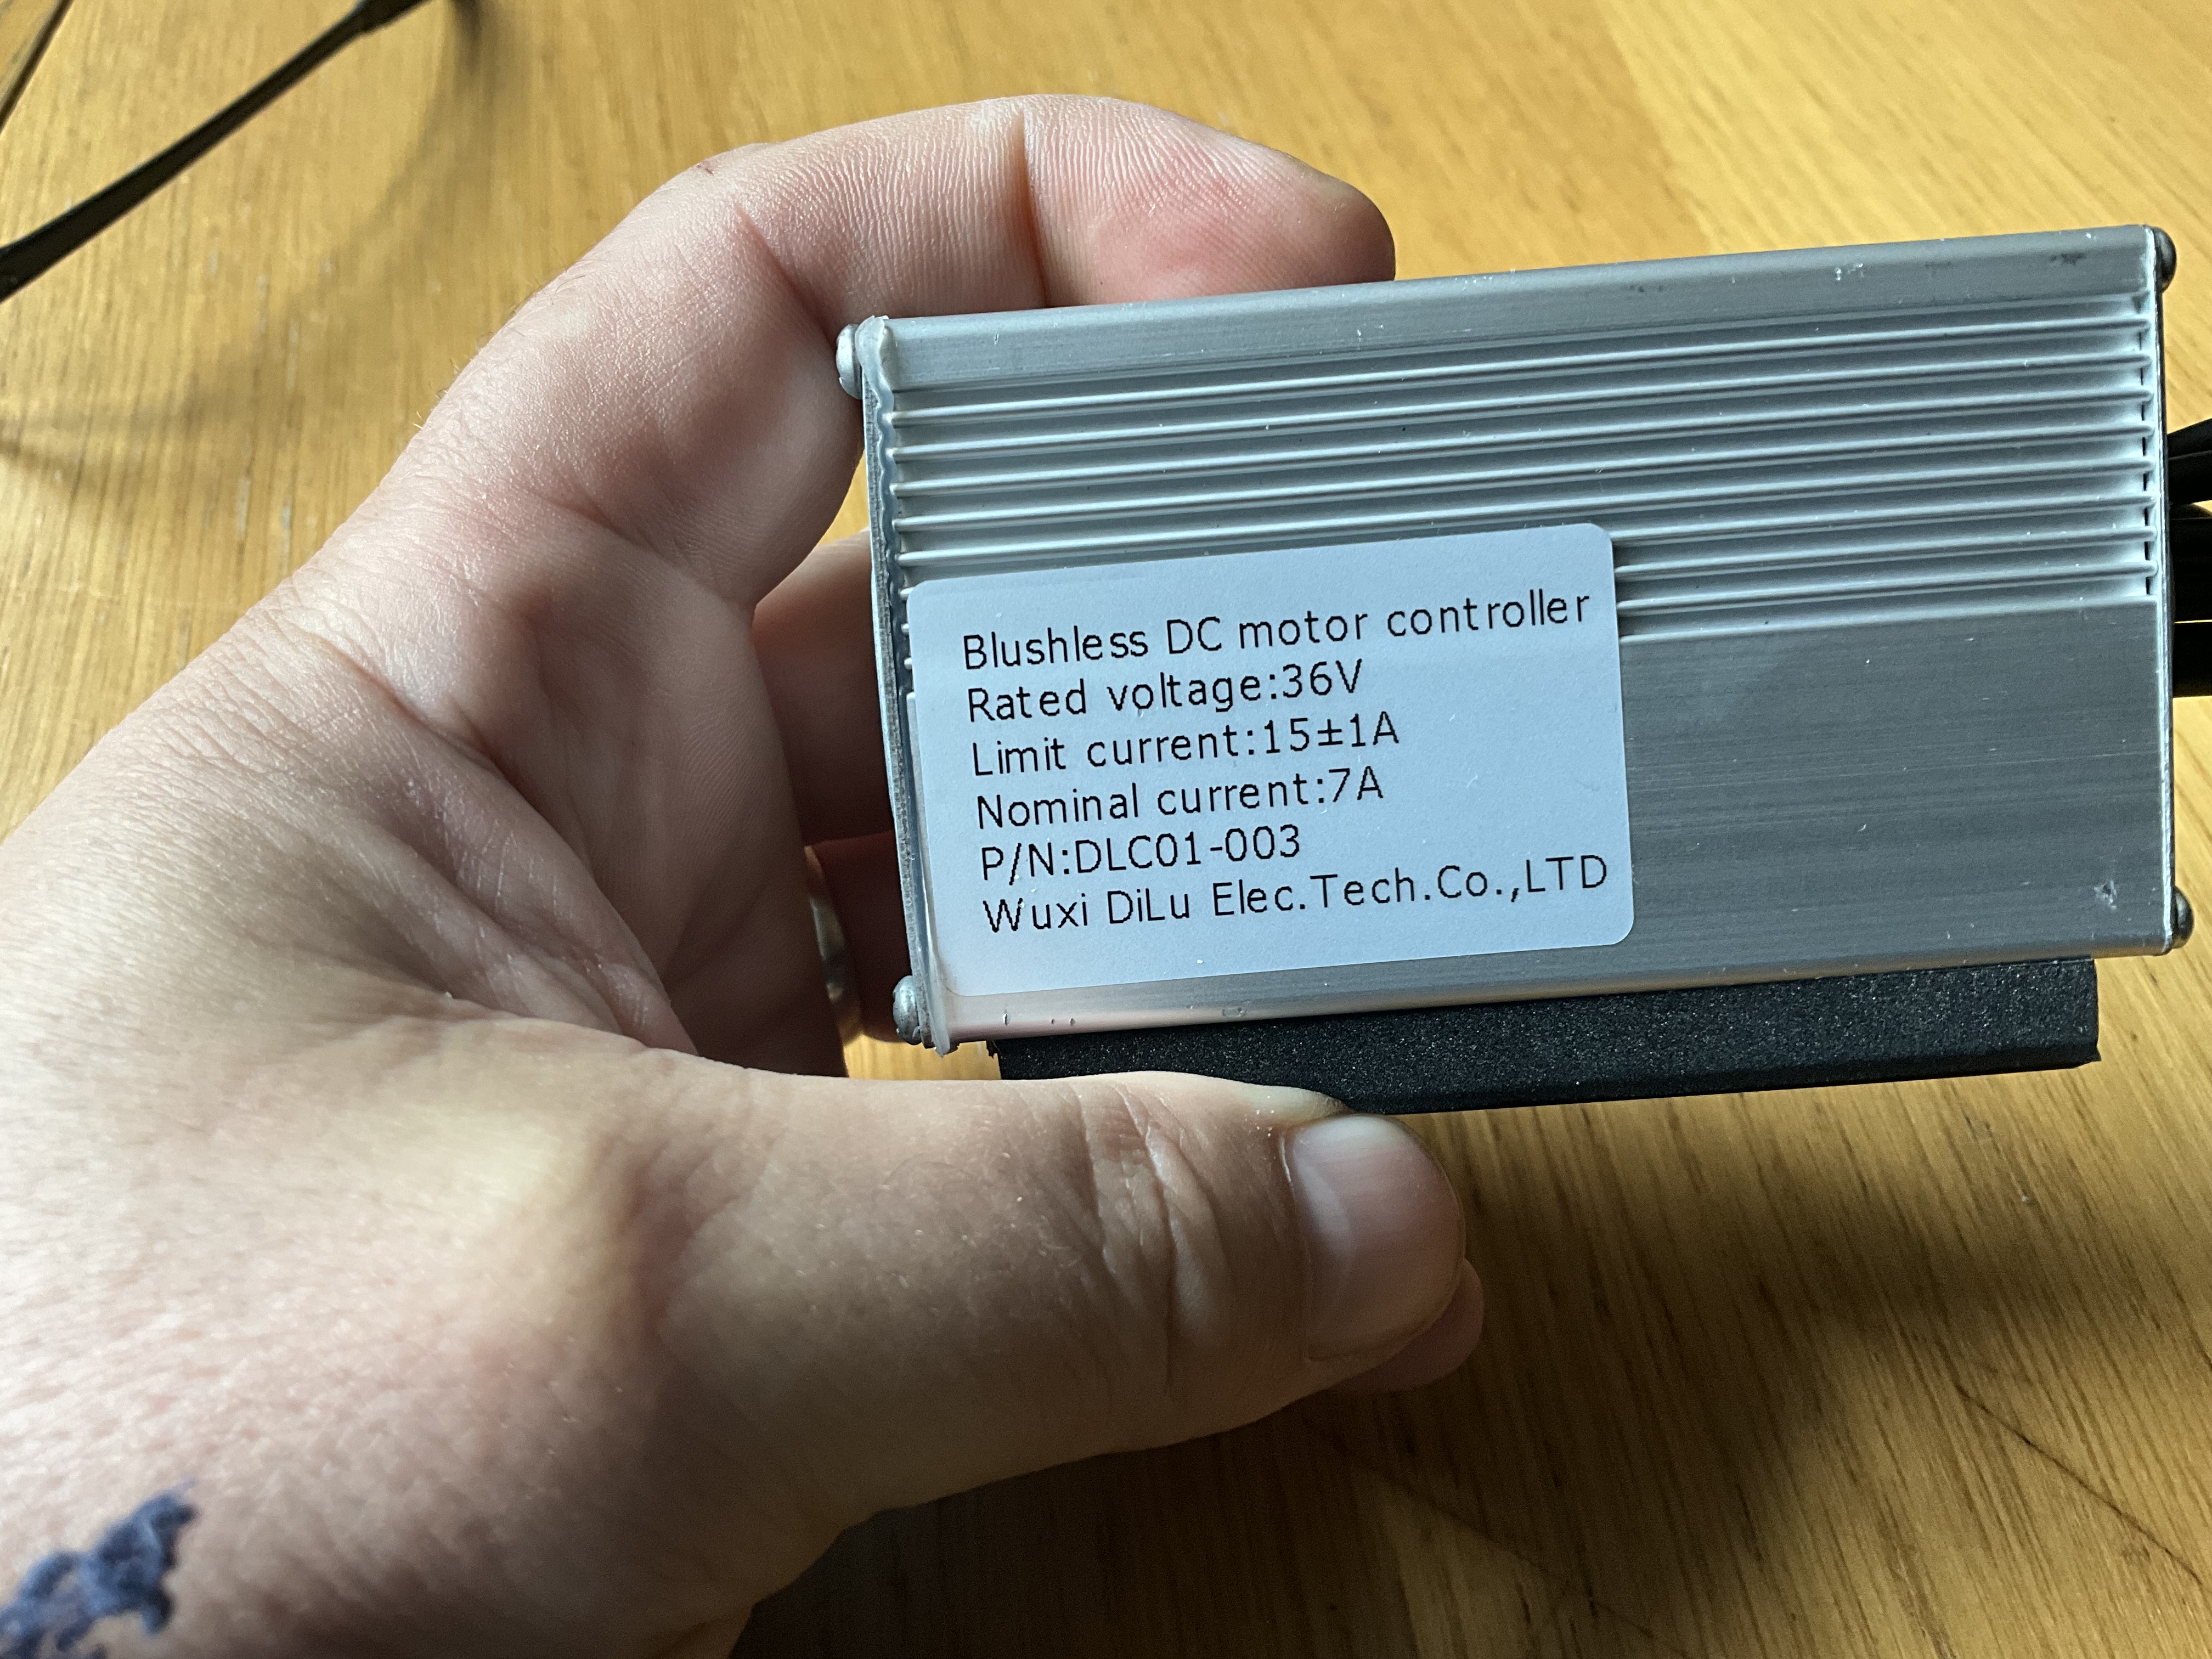 Blushless DC motor controller
Rated voltage:36V
Limit current:15±1A
Nominal current:7A
P/N:DLC01-003
Wuxi DiLu Elec.Tech.Co.,LTD